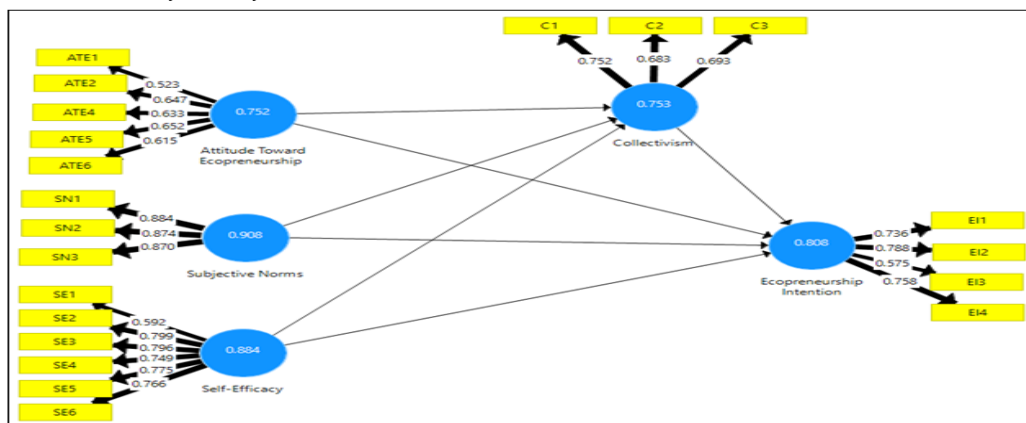 C1
C2
C3
0.752
0.683
0.693
0.753
Collectivism
ATE1
ATE2
ATE4
ATE5
ATE6
0.523
0.647
0.633
0.652
0.615
0.752
Attitude Toward
Ecopreneurship
SN1
SN2
SN3
0.884
0.874
0.870
0.908
Subjective Norms
SE1
SE2
SE3
SE4
SE5
SE6
0.592
0.799
0.796
0.749
0.775
0.766
0.884
Self-Efficacy
0.808
Ecopreneurship
Intention
0.736
0.788
0.575
0.758
EI1
EI2
EI3
EI4